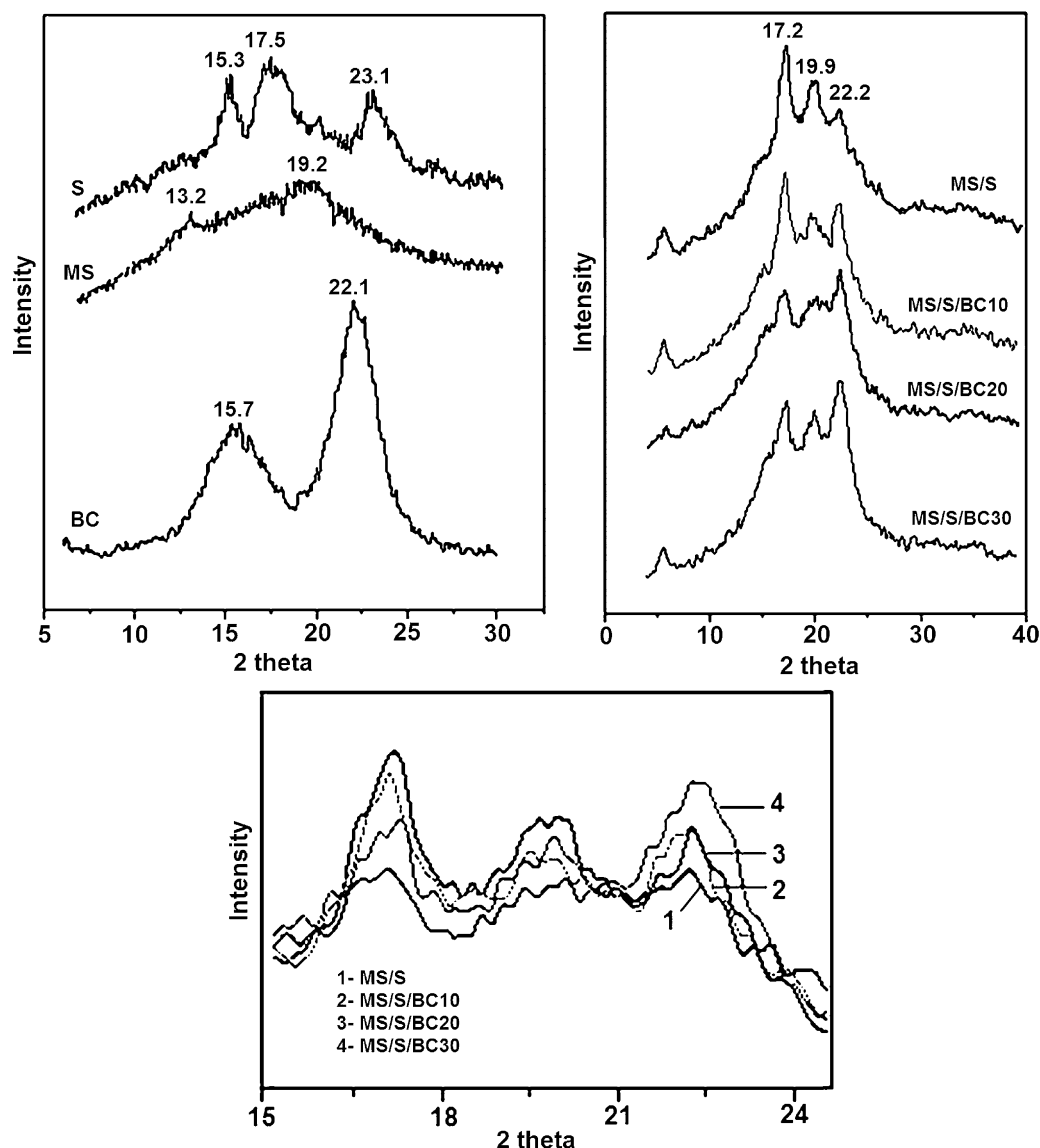 15.3
17.5
23.1
S
13.2
19.2
MS
22.1
15.7
BC
Intensity
5 10 15 20 25 30
2 theta
17.2
19.9
22.2
MS/S
MS/S/BC10
MS/S/BC20
MS/S/BC30
Intensity
0 10 20 30 40
2 theta
4
3
2
1
1- MS/S
2- MS/S/BC10
3- MS/S/BC20
4- MS/S/BC30
Intensity
15 18 21 24
2 theta